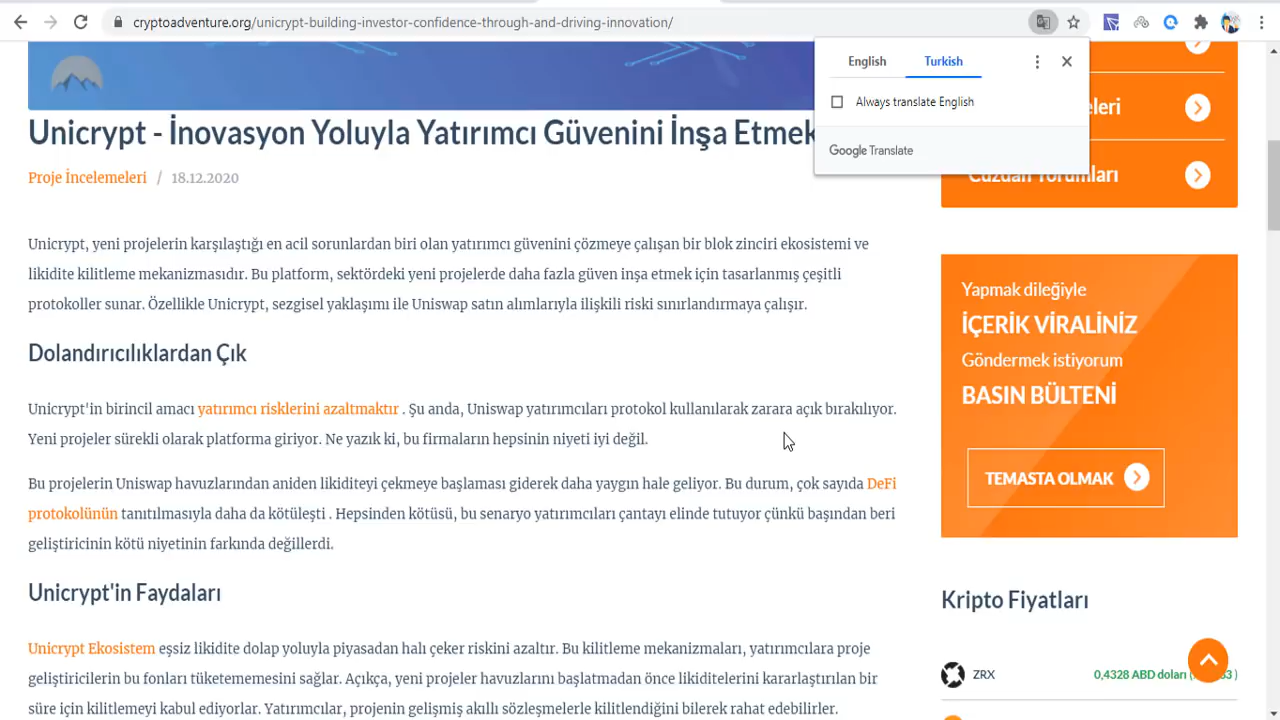 cryptoadventure.org/unicrypt-building-investor-confidence-through-and-driving-innovation/
English
Turkish
Always translate English
Google Translate
Unicrypt - İnovasyon Yoluyla Yatırımcı Güvenini İnşa Etmek
Proje İncelemeleri / 18.12.2020
Unicrypt, yeni projelerin karşılaştığı en acil sorunlardan biri olan yatırımcı güvenini çözmeye çalışan bir blok zinciri ekosistemi ve
likidite kilitleme mekanizmasıdır. Bu platform, sektördeki yeni projelerde daha fazla güven inşa etmek için tasarlanmış çeşitli
protokoller sunar. Özellikle Unicrypt, sezgisel yaklaşımı ile Uniswap satın alımlarıyla ilişkili riski sınırlandırmaya çalışır.
Dolandırıcılıklardan Çık
Unicrypt'in birincil amacı yatırımcı risklerini azaltmaktır . Şu anda, Uniswap yatırımcıları protokol kullanılarak zarara açık bırakılıyor.
Yeni projeler sürekli olarak platforma giriyor. Ne yazık ki, bu firmaların hepsinin niyeti iyi değil.
Bu projelerin Uniswap havuzlarından aniden likiditeyi çekmeye başlaması giderek daha yaygın hale geliyor. Bu durum, çok sayıda DeFi
protokolünün tanıtılmasıyla daha da kötüleşti . Hepsinden kötüsü, bu senaryo yatırımcıları çantayı elinde tutuyor çünkü başından beri
geliştiricinin kötü niyetinin farkında değillerdi.
Unicrypt'in Faydaları
Unicrypt Ekosistem eşsiz likidite dolap yoluyla piyasadan halı çeker riskini azaltır. Bu kilitleme mekanizmaları, yatırımcılara proje
geliştiricilerin bu fonları tüketememesini sağlar. Açıkça, yeni projeler havuzlarını başlatmadan önce likiditelerini kararlaştırılan bir
süre için kilitlemeyi kabul ediyorlar. Yatırımcılar, projenin gelişmiş akıllı sözleşmelerle kilitlendiğini bilerek rahat edebilirler.
eleri
Cüzdan Yorumları
Yapmak dileğiyle
İÇERİK VİRALİNİZ
Göndermek istiyorum
BASIN BÜLTENİ
TEMASTA OLMAK
Kripto Fiyatları
ZRX
0,4328 ABD doları